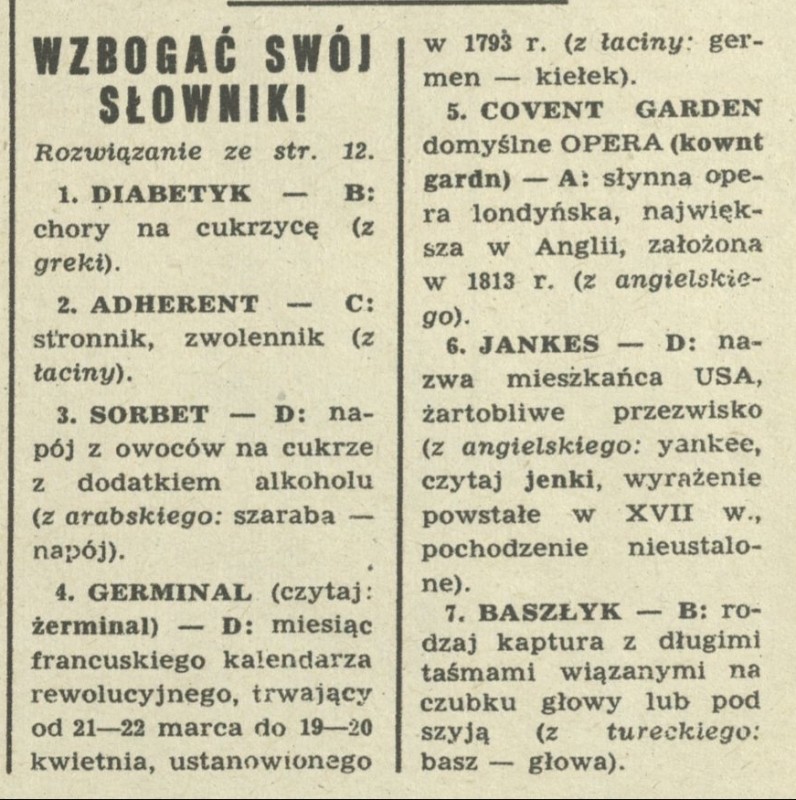 WZBOGAĆ SWÓJ
SŁOWNIK!
Rozwiązanie ze str. 12.
1. DIABETYK — B:
chory na cukrzycę (z
greki).
2. ADHERENT — C:
stronnik, zwolennik (z
łaciny).
3. SORBET — D: na-
pój z owoców na cukrze
z dodatkiem alkoholu
(z arabskiego: szaraba —
napój).
4. GERMINAL (czytaj:
żerminal) — D: miesiąc
francuskiego kalendarza
rewolucyjnego, trwający
od 21—22 marca do 19—20
kwietnia, ustanowionego
w 1793 r. (z łaciny: ger-
men — kiełek).
5. COVENT GARDEN
domyślne OPERA (kownt
gardn) — A: słynna ope-
ra londyńska, najwięk-
sza w Anglii, założona
w 1813 r. (z angielskie-
go).
6. JANKES — D: na-
zwa mieszkańca USA,
żartobliwe przezwisko
(z angielskiego: yankee,
czytaj jenki, wyrażenie
powstałe w XVII w.,
pochodzenie nieustalo-
ne).
7. BASZŁYK — B: ro-
dzaj kaptura z długimi
taśmami wiązanymi na
czubku głowy lub pod
szyją (z tureckiego:
basz — głowa).